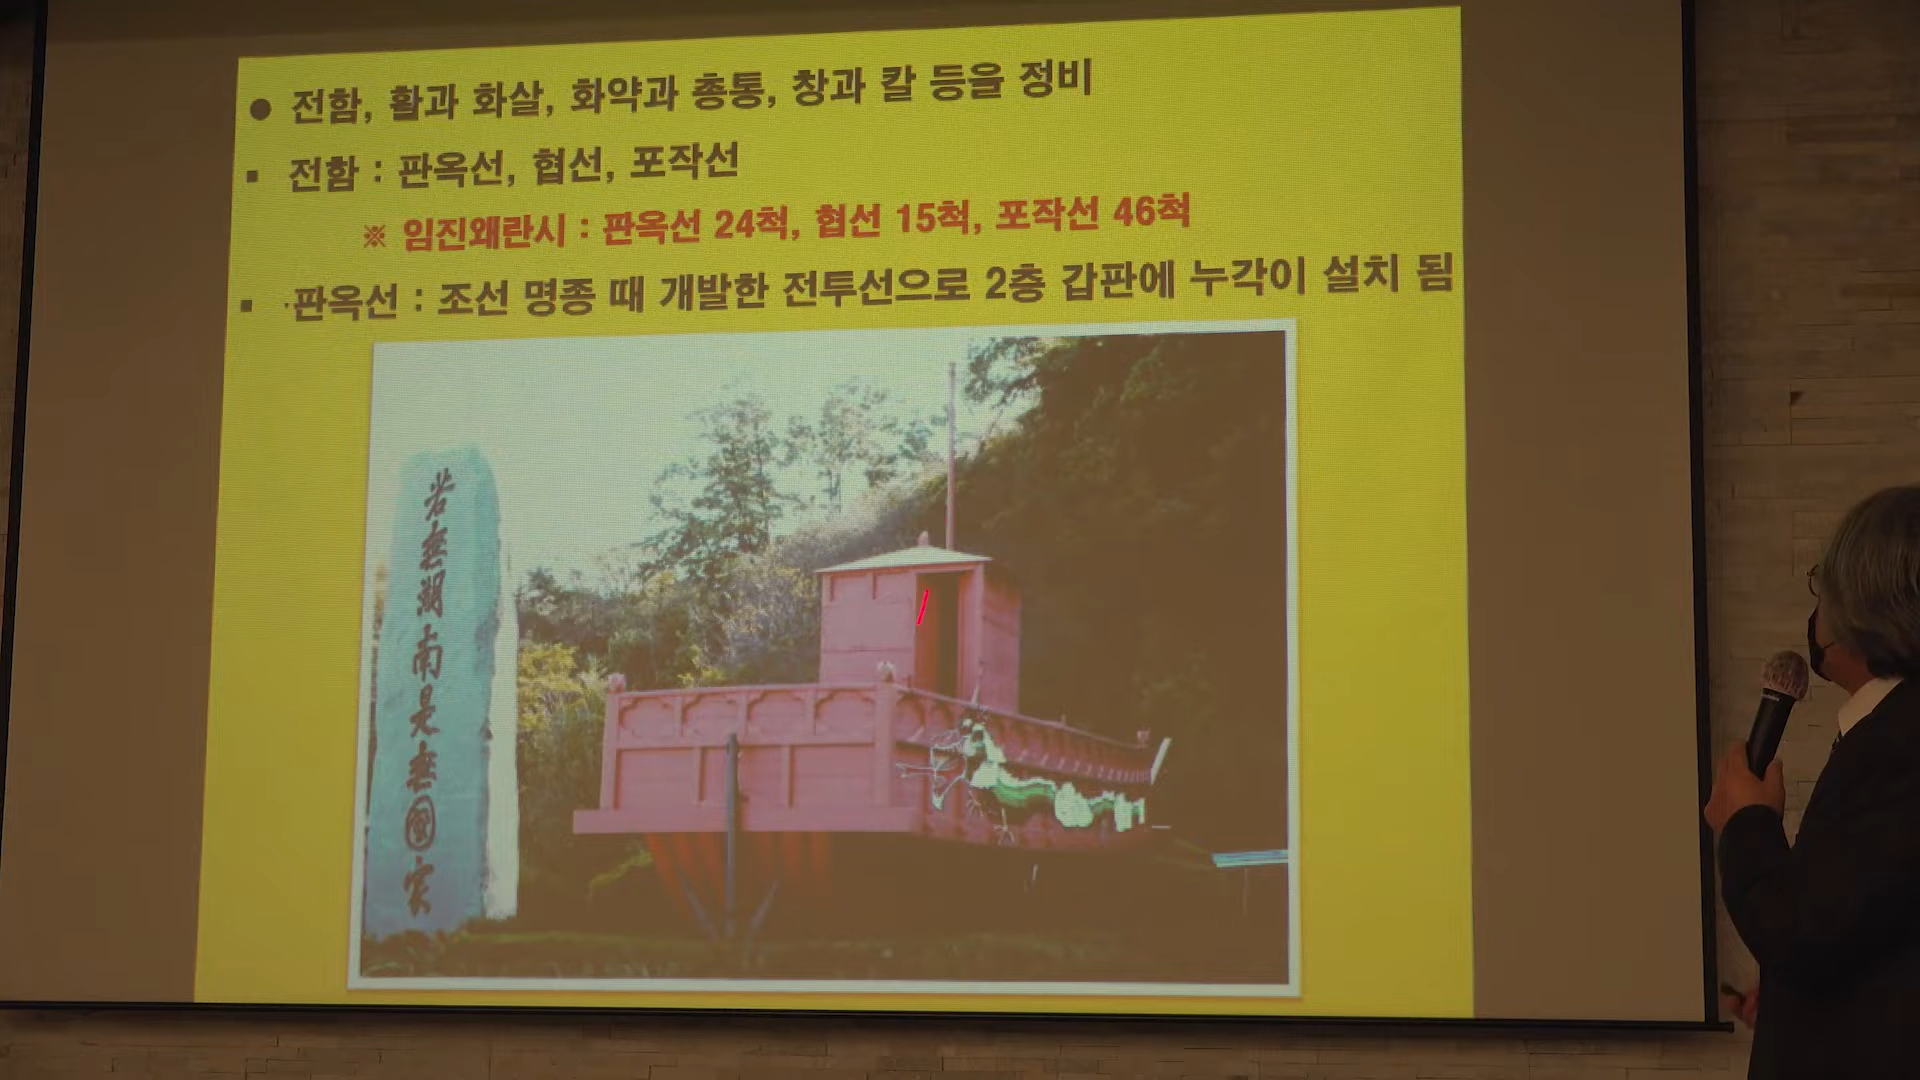 ● 전함, 활과 화살, 화약과 총통, 창과 칼 등을 정비
▪ 전함 : 판옥선, 협선, 포작선
※ 임진왜란시 : 판옥선 24척, 협선 15척, 포작선 46척
▪ ·판옥선 : 조선 명종 때 개발한 전투선으로 2층 갑판에 누각이 설치 됨
若無湖南是無國家